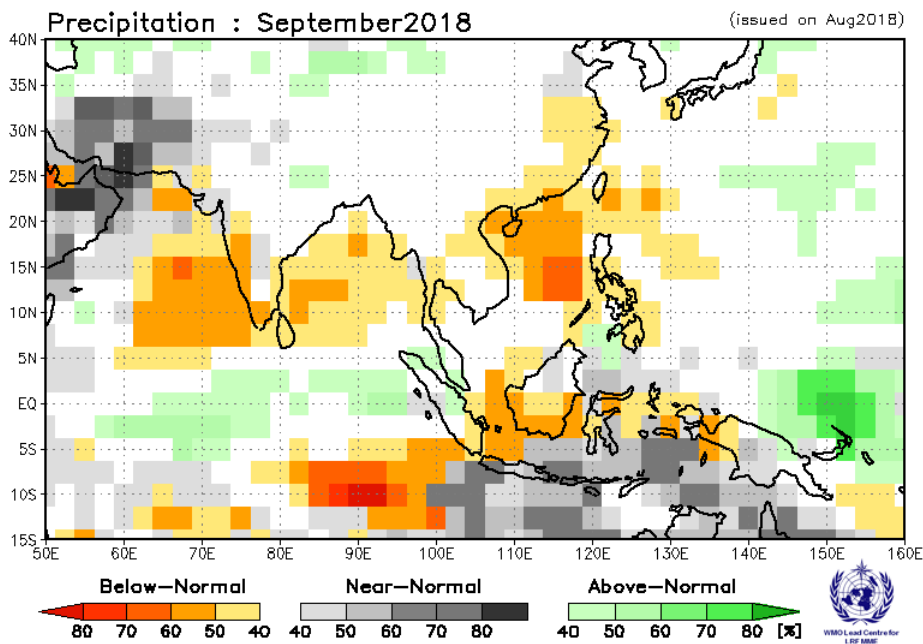 Precipitation : September2018
(issued on Aug2018)
40N
35N
30N
25N
20N
15N
10N
5N
EQ
5S
10S
15S
50E 60E 70E 80E 90E 100E 110E 120E 130E 140E 150E 160E
Below-Normal Near-Normal Above-Normal
80 70 60 50 40 40 50 60 70 80 40 50 60 70 80 [%]
WMO Lead Centre for
LRF MME